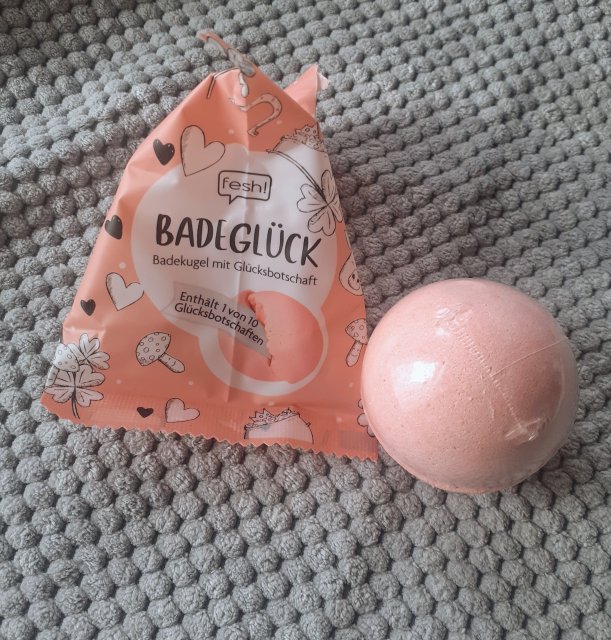 fesh!
BADEGLÜCK
Badekugel mit Glücksbotschaft
Enthält 1 von 10
Glücksbotschaften